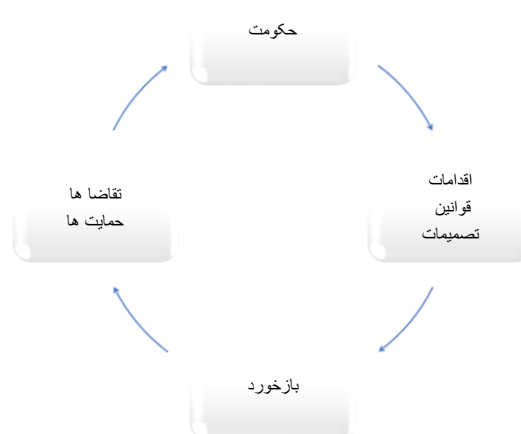 حکومت
اقدامات
قوانین
تصمیمات
بازخورد
تقاضا ها
حمایت ها